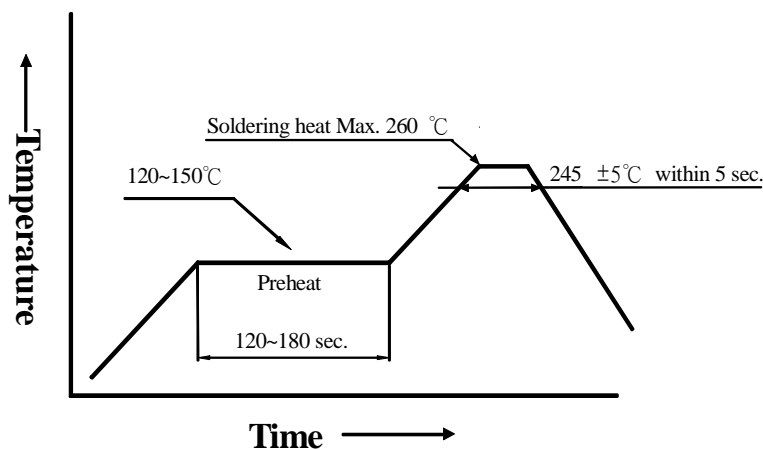 Soldering heat Max. 260 ℃
120~150℃
245 ±5℃ within 5 sec.
Temperature
Preheat
120~180 sec.
Time